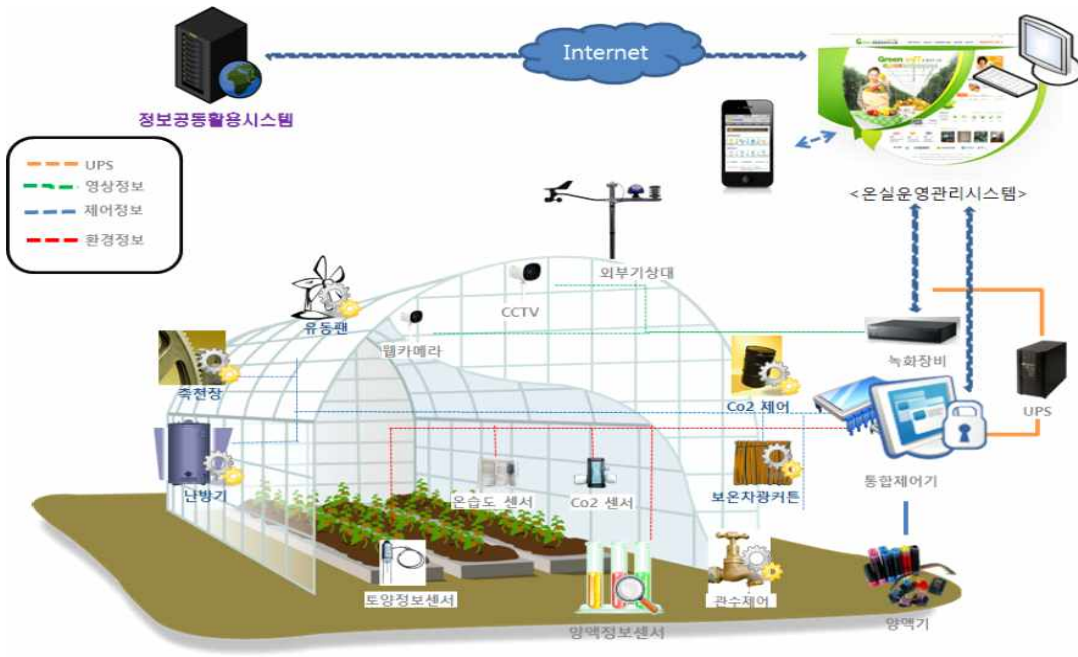 Internet
Green
정보공동활용시스템
UPS
영상정보
제어정보
환경정보
<온실운영관리시스템>
외부기상대
CCTV
유동팬
웹카메라
녹화장비
측천장
Co2 제어
UPS
통합제어기
난방기
온습도 센서
Co2 센서
보온차광커튼
토양정보센서
양액정보센서
관수제어
양액기